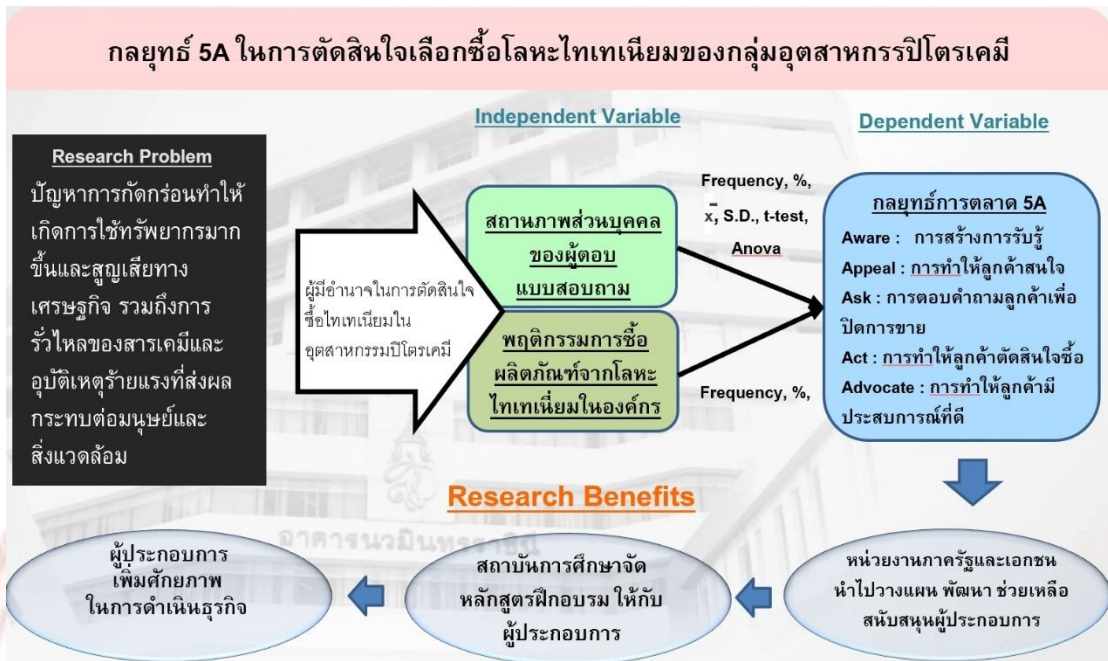 กลยุทธ์ 5A ในการตัดสินใจเลือกซื้อโลหะไทเทเนียมของกลุ่มอุตสาหกรรปิโตรเคมี
Research Problem
ปัญหาการกัดกร่อนทำให้
เกิดการใช้ทรัพยากรมาก
ขึ้นและสูญเสียทาง
เศรษฐกิจ รวมถึงการ
รั่วไหลของสารเคมีและ
อุบัติเหตุร้ายแรงที่ส่งผล
กระทบต่อมนุษย์และ
สิ่งแวดล้อม
ผู้มีอำนาจในการตัดสินใจ
ซื้อไทเทเนียมใน
อุตสาหกรรมปิโตรเคมี
Independent Variable
สถานภาพส่วนบุคคล
ของผู้ตอบ
แบบสอบถาม
พฤติกรรมการซื้อ
ผลิตภัณฑ์จากโลหะ
ไทเทเนี่ยมในองค์กร
Frequency, %,
x̄, S.D., t-test,
Anova
Frequency, %,
Dependent Variable
กลยุทธ์การตลาด 5A
Aware : การสร้างการรับรู้
Appeal : การทำให้ลูกค้าสนใจ
Ask : การตอบคำถามลูกค้าเพื่อ
ปิดการขาย
Act : การทำให้ลูกค้าตัดสินใจซื้อ
Advocate : การทำให้ลูกค้ามี
ประสบการณ์ที่ดี
Research Benefits
อาคารนวมินทรราชินี
หน่วยงานภาครัฐและเอกชน
นำไปวางแผน พัฒนา ช่วยเหลือ
สนับสนุนผู้ประกอบการ
สถาบันการศึกษาจัด
หลักสูตรฝึกอบรม ให้กับ
ผู้ประกอบการ
ผู้ประกอบการ
เพิ่มศักยภาพ
ในการดำเนินธุรกิจ